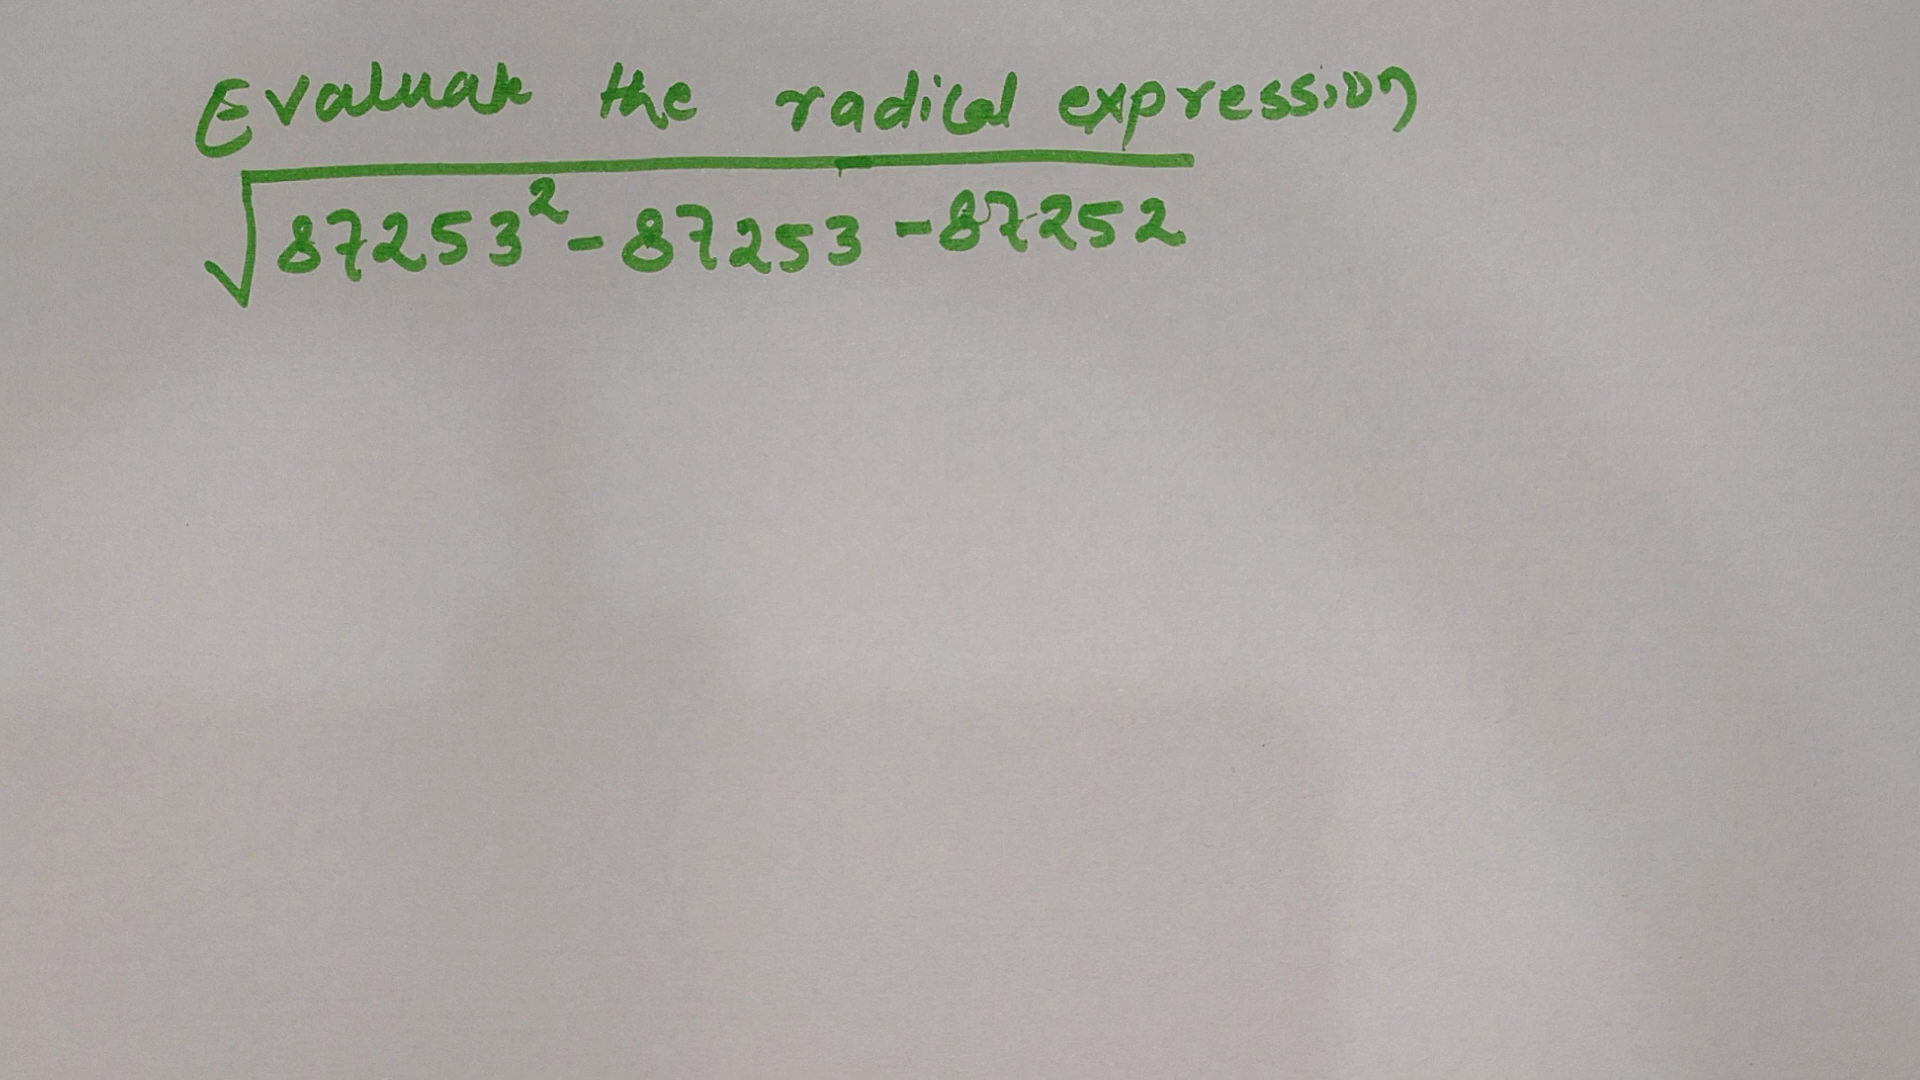 Evaluate the radical expression
√87253² - 87253 - 87252